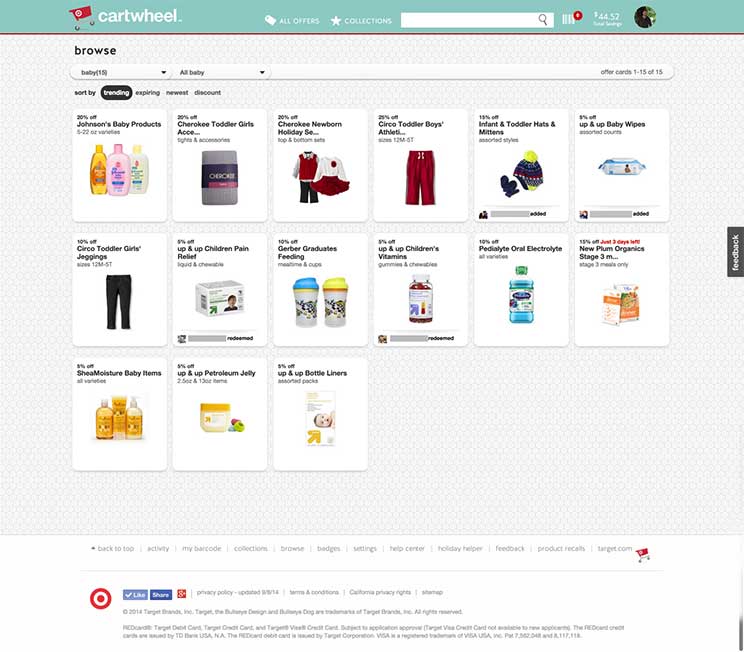 cartwheel
ALL OFFERS
COLLECTIONS
0
$44.52
Total Savings
browse
baby(15)
All baby
offer cards 1-15 of 15
sort by trending expiring newest discount
20% off
Johnson's Baby Products
5-22 oz varieties
20% off
Cherokee Toddler Girls
Acce...
tights & accessories
20% off
Cherokee Newborn
Holiday Se...
top & bottom sets
25% off
Circo Toddler Boys'
Athleti...
sizes 12M-5T
15% off
Infant & Toddler Hats &
Mittens
assorted styles
added
5% off
up & up Baby Wipes
assorted counts
added
CHEROKEE
feedback
10% off
Circo Toddler Girls'
Jeggings
sizes 12M-5T
5% off
up & up Children Pain
Relief
liquid & chewable
redeemed
10% off
Gerber Graduates
Feeding
mealtime & cups
5% off
up & up Children's
Vitamins
gummies & chewables
redeemed
10% off
Pedialyte Oral Electrolyte
all varieties
15% off Just 3 days left!
New Plum Organics
Stage 3 m...
stage 3 meals only
5% off
SheaMoisture Baby Items
all varieties
5% off
up & up Petroleum Jelly
2.5oz & 13oz items
5% off
up & up Bottle Liners
assorted packs
back to top | activity | my barcode | collections | browse | badges | settings | help center | holiday helper | feedback | product recalls | target.com
Like
Share
privacy policy - updated 9/9/14 | terms & conditions | California privacy rights | sitemap
© 2014 Target Brands, Inc. Target, the Bullseye Design and Bullseye Dog are trademarks of Target Brands, Inc. All rights reserved.
REDcard®: Target Debit Card, Target Credit Card, and Target® Visa® Credit Card. Subject to application approval (Target Visa Credit Card not available to new applicants). The REDcard credit
cards are issued by TD Bank USA, N.A. The REDcard debit card is issued by Target Corporation. VISA is a registered trademark of VISA USA, Inc. Pat 7,562,048 and 8,117,118.